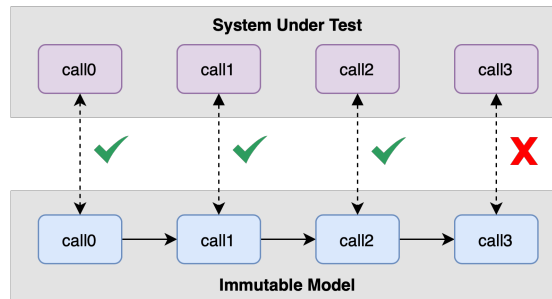 System Under Test
call0 call1 call2 call3
X
call0 call1 call2 call3
Immutable Model